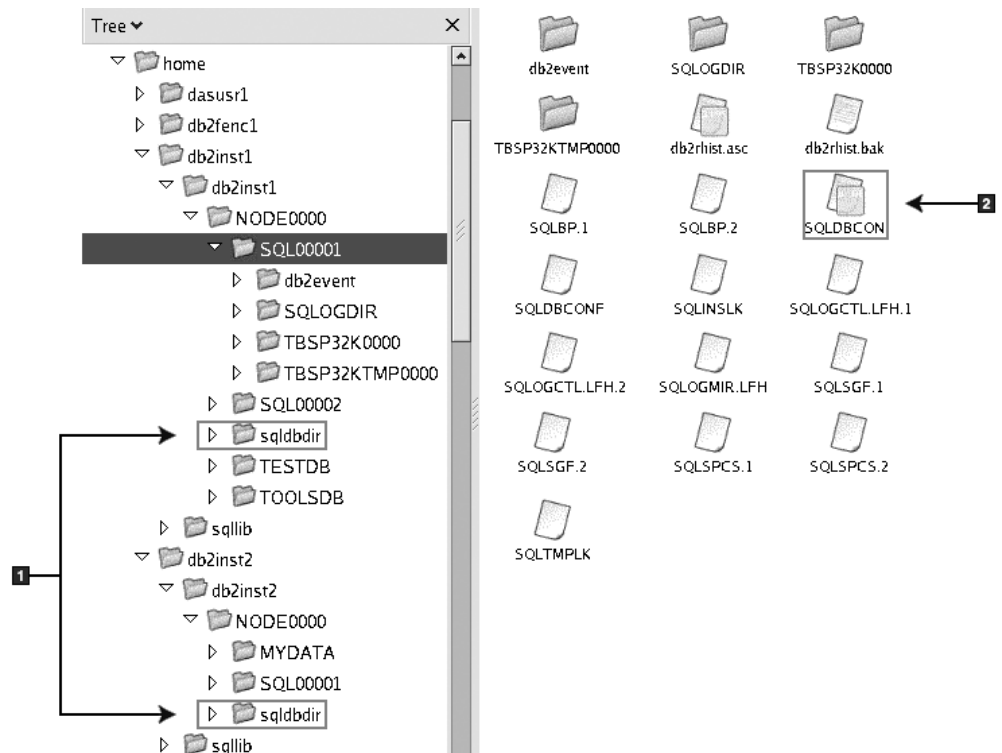 Tree
home
dasusr1
db2fenc1
db2inst1
db2inst1
NODE0000
SQL00001
db2event
SQLOGDIR
TBSP32K0000
TBSP32KTMP0000
SQL00002
sqldbdir
TESTDB
TOOLSDB
sqllib
db2inst2
db2inst2
NODE0000
MYDATA
SQL00001
sqldbdir
sqllib
1
db2event SQLOGDIR TBSP32K0000
TBSP32KTMP0000 db2rhist.asc db2rhist.bak
SQLBP.1 SQLBP.2 SQLDBCON
2
SQLDBCONF SQLINSLK SQLOGCTL.LFH.1
SQLOGCTL.LFH.2 SQLOGMIR.LFH SQLSGF.1
SQLSGF.2 SQLSPCS.1 SQLSPCS.2
SQLTMPLK